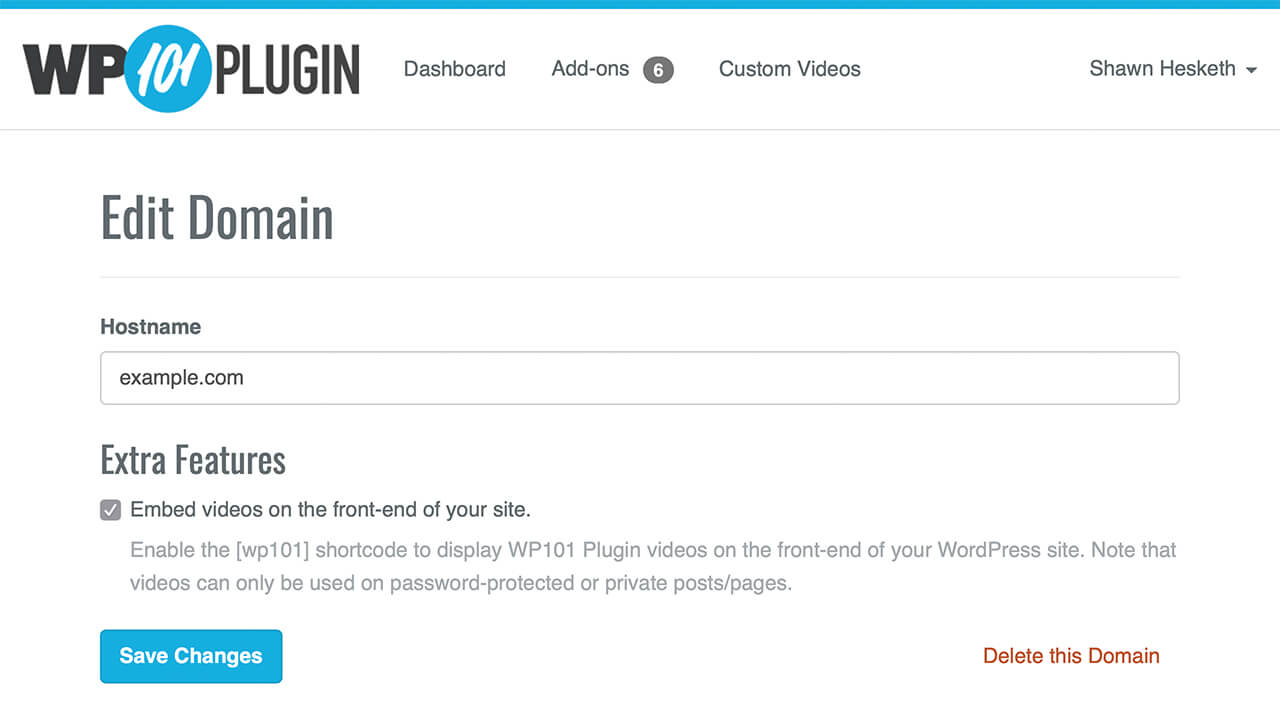 WP101PLUGIN Dashboard Add-ons 6 Custom Videos Shawn Hesketh
Edit Domain
Hostname
example.com
Extra Features
Embed videos on the front-end of your site.
Enable the [wp101] shortcode to display WP101 Plugin videos on the front-end of your WordPress site. Note that
videos can only be used on password-protected or private posts/pages.
Save Changes Delete this Domain